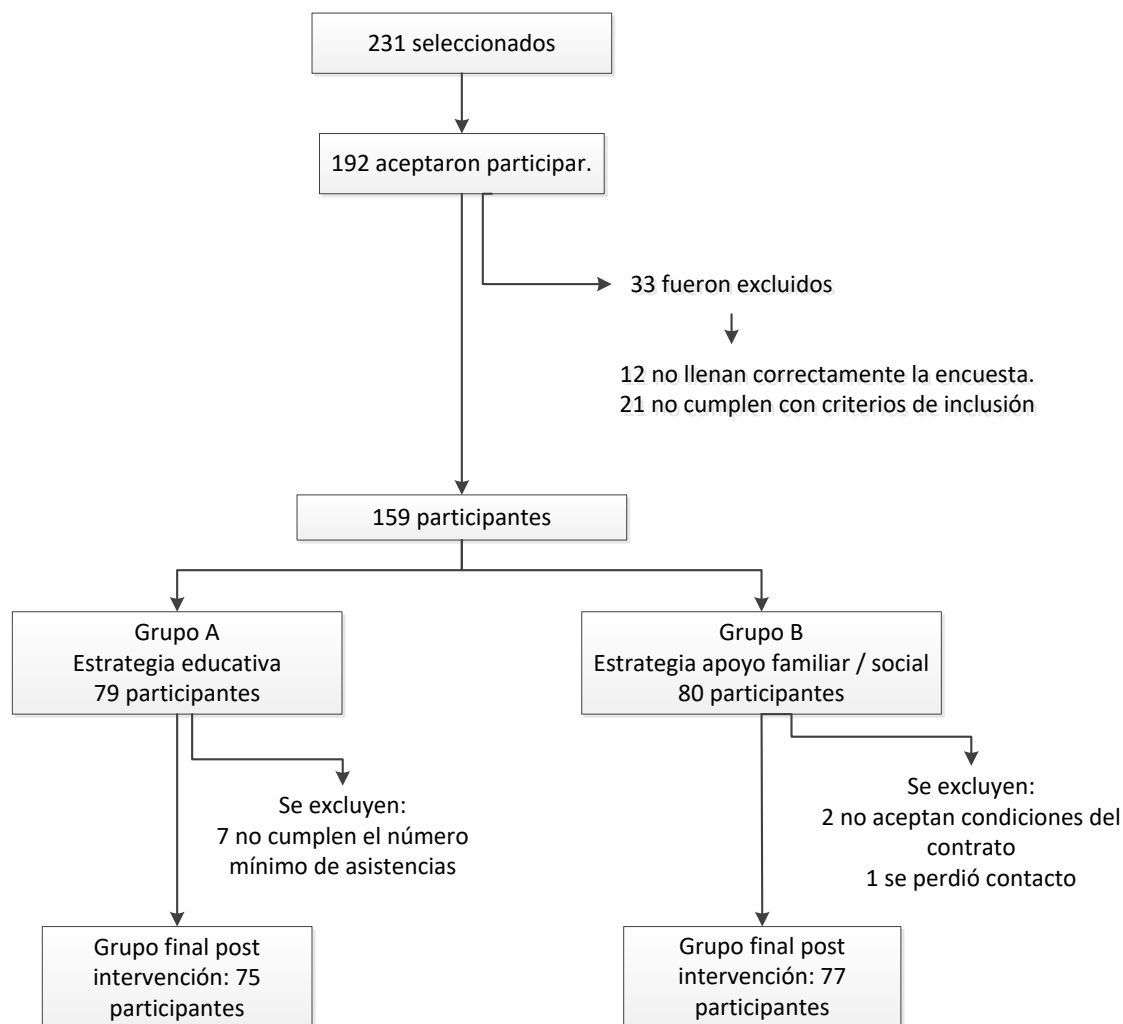 231 seleccionados
192 aceptaron participar.
33 fueron excluidos
12 no llenan correctamente la encuesta.
21 no cumplen con criterios de inclusión
159 participantes
Grupo A
Estrategia educativa
79 participantes
Grupo B
Estrategia apoyo familiar / social
80 participantes
Se excluyen:
7 no cumplen el número
mínimo de asistencias
Se excluyen:
2 no aceptan condiciones del
contrato
1 se perdió contacto
Grupo final post
intervención: 75
participantes
Grupo final post
intervención: 77
participantes